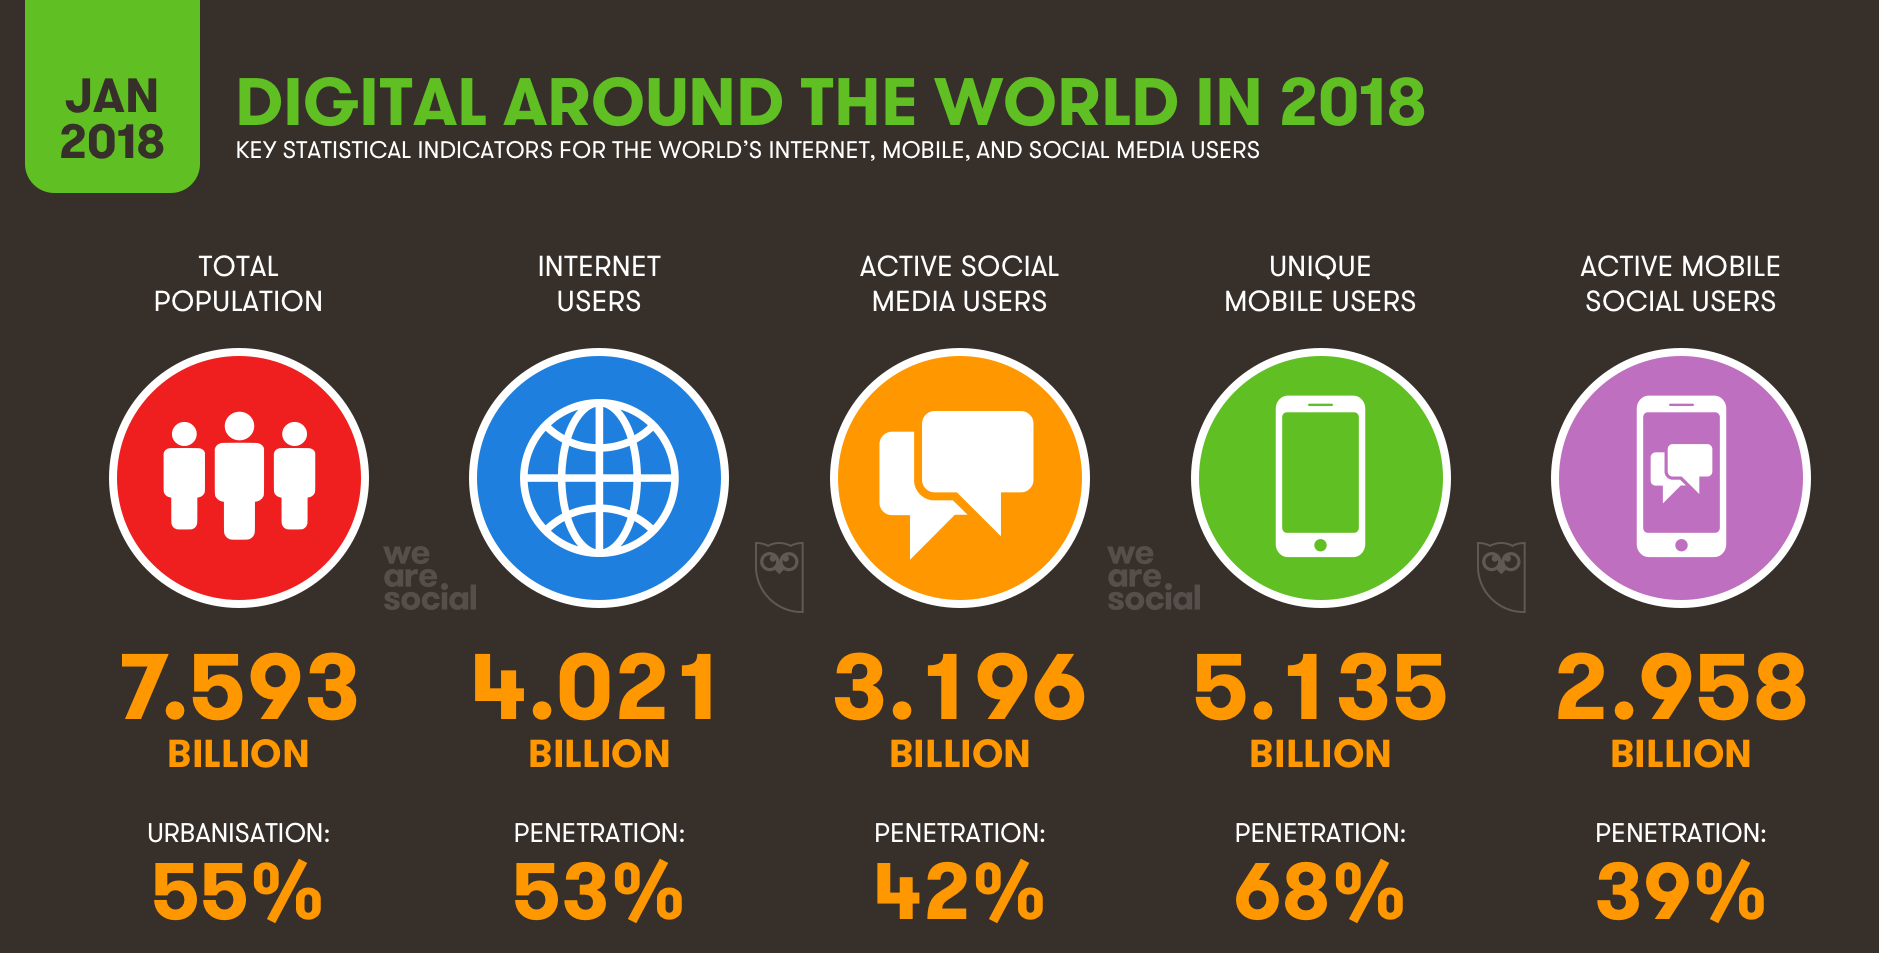 JAN
2018
DIGITAL AROUND THE WORLD IN 2018
KEY STATISTICAL INDICATORS FOR THE WORLD’S INTERNET, MOBILE, AND SOCIAL MEDIA USERS
TOTAL
POPULATION
INTERNET
USERS
ACTIVE SOCIAL
MEDIA USERS
UNIQUE
MOBILE USERS
ACTIVE MOBILE
SOCIAL USERS
we
are
social
we
are
social
7.593
BILLION
4.021
BILLION
3.196
BILLION
5.135
BILLION
2.958
BILLION
URBANISATION:
55%
PENETRATION:
53%
PENETRATION:
42%
PENETRATION:
68%
PENETRATION:
39%